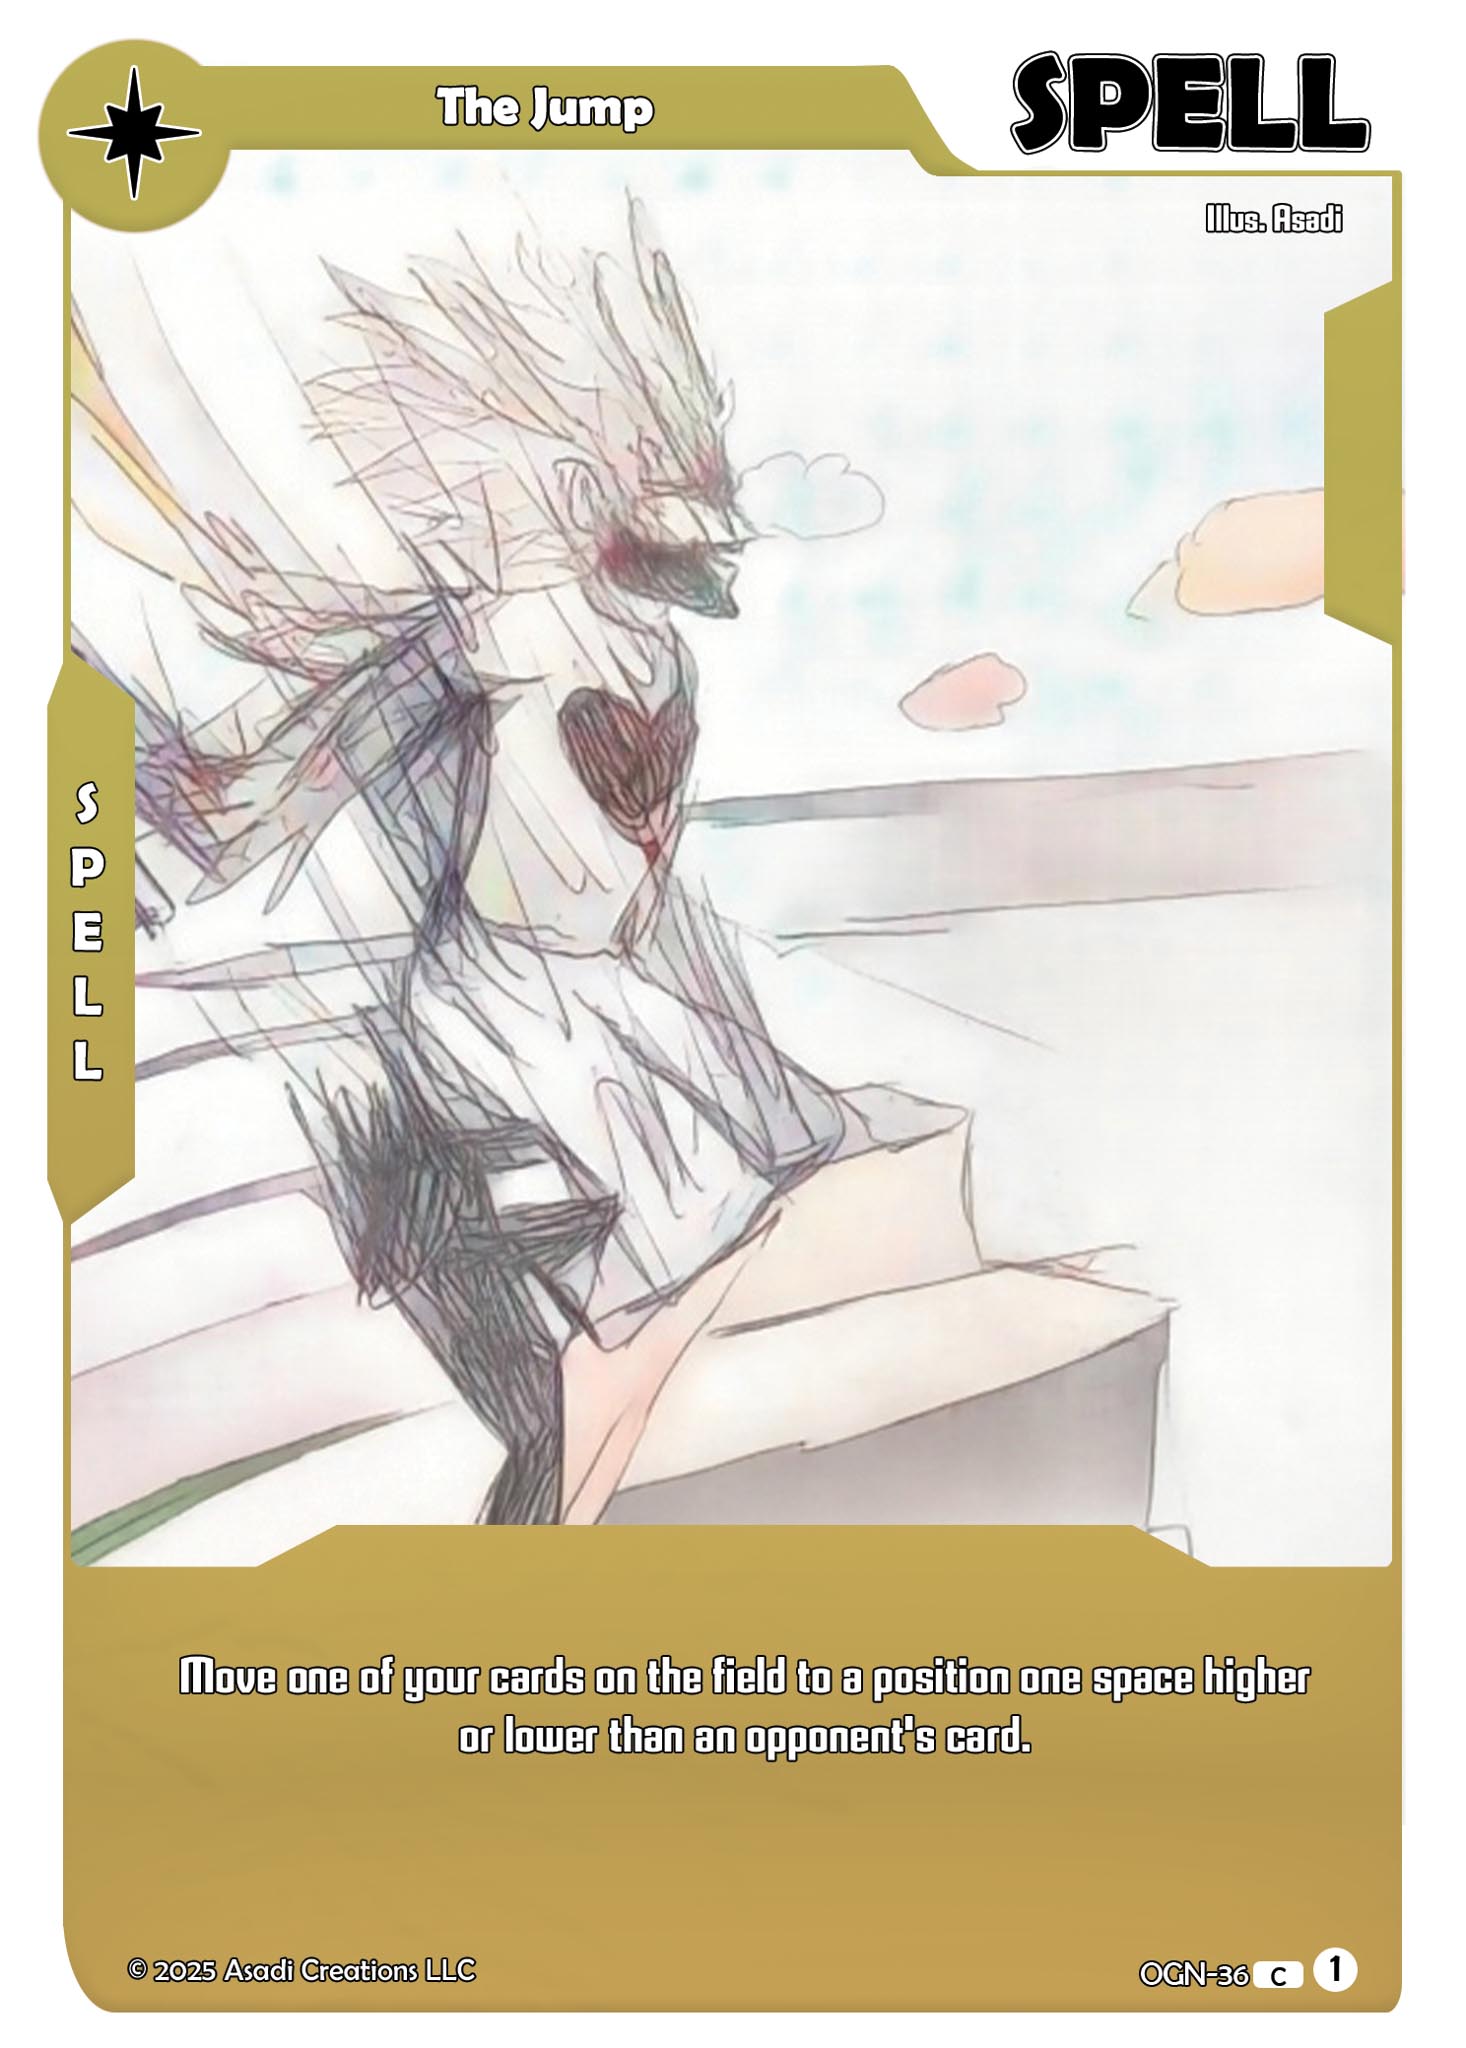 The Jump
SPELL
Illus. Asadi
SPELL
Move one of your cards on the field to a position one space higher
or lower than an opponent's card.
© 2025 Asadi Creations LLC
OGN-36 C 1